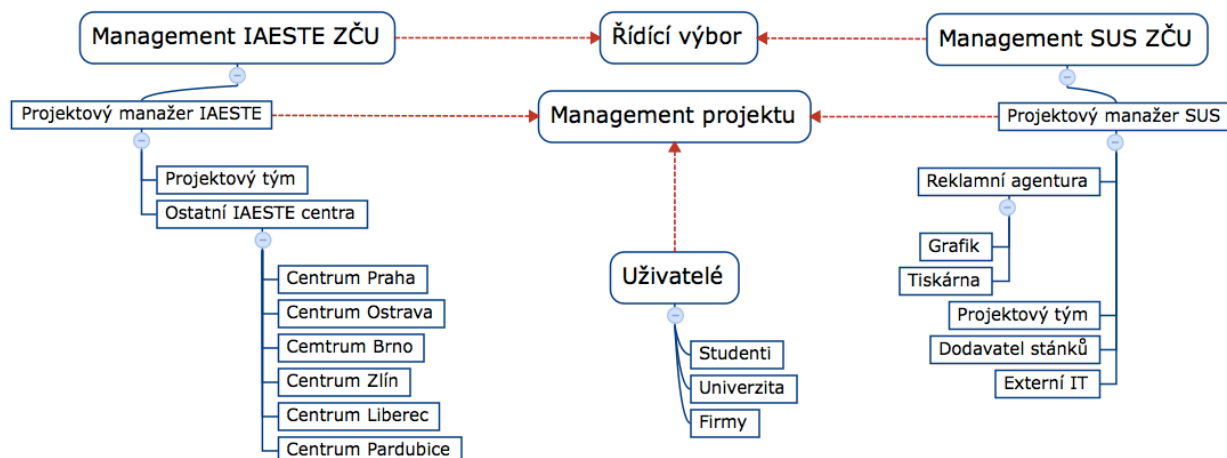 Management IAESTE ZČU
Řídící výbor
Management SUS ZČU
Projektový manažer IAESTE
Management projektu
Projektový manažer SUS
Projektový tým
Ostatní IAESTE centra
Centrum Praha
Centrum Ostrava
Cemtrum Brno
Centrum Zlín
Centrum Liberec
Centrum Pardubice
Uživatelé
Studenti
Univerzita
Firmy
Reklamní agentura
Grafik
Tiskárna
Projektový tým
Dodavatel stánků
Externí IT